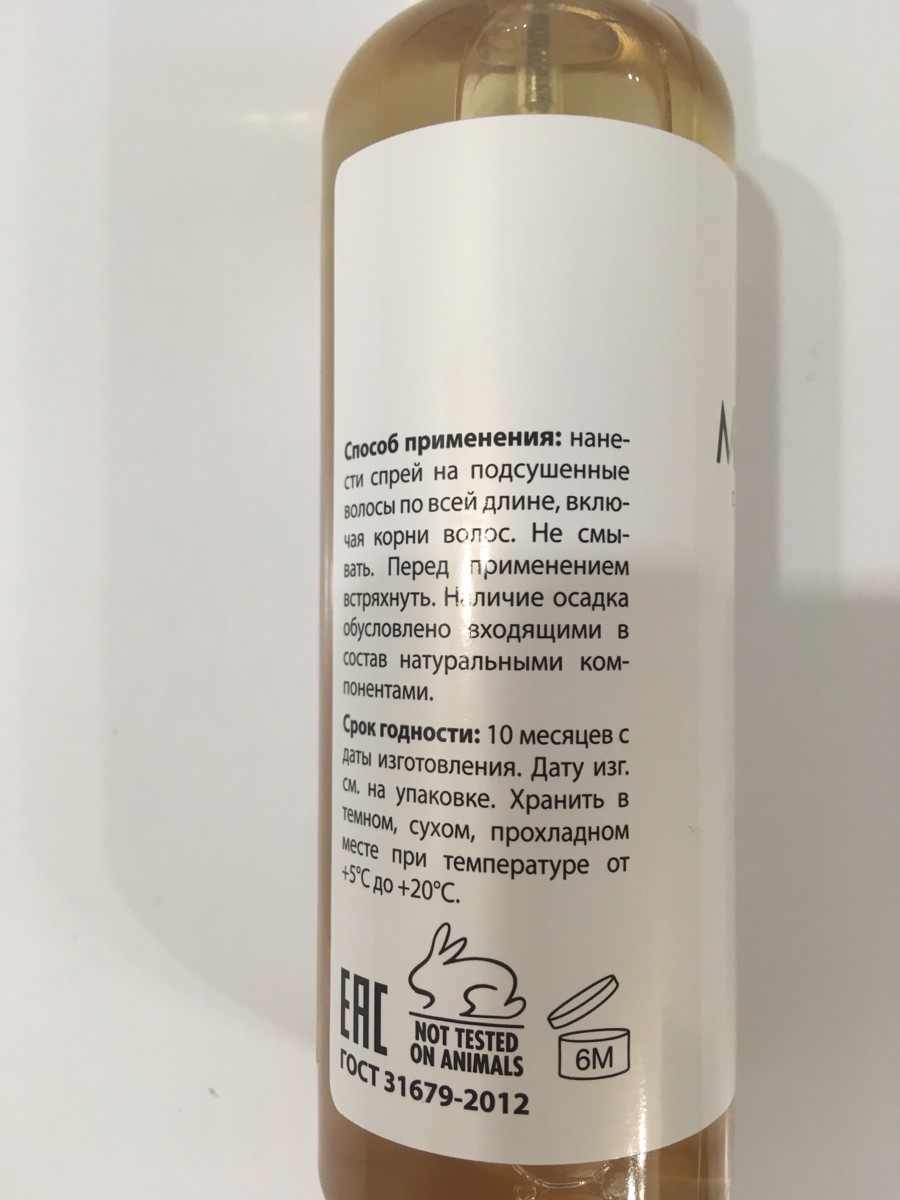 Способ применения: нане-
сти спрей на подсушенные
волосы по всей длине, вклю-
чая корни волос. Не смы-
вать. Перед применением
встряхнуть. Наличие осадка
обусловлено входящими в
состав натуральными ком-
понентами.
Срок годности: 10 месяцев с
даты изготовления. Дату изг.
см. на упаковке. Хранить в
темном, сухом, прохладном
месте при температуре от
+5°C до +20°C.
EAC
NOT TESTED
ON ANIMALS
6M
ГОСТ 31679-2012